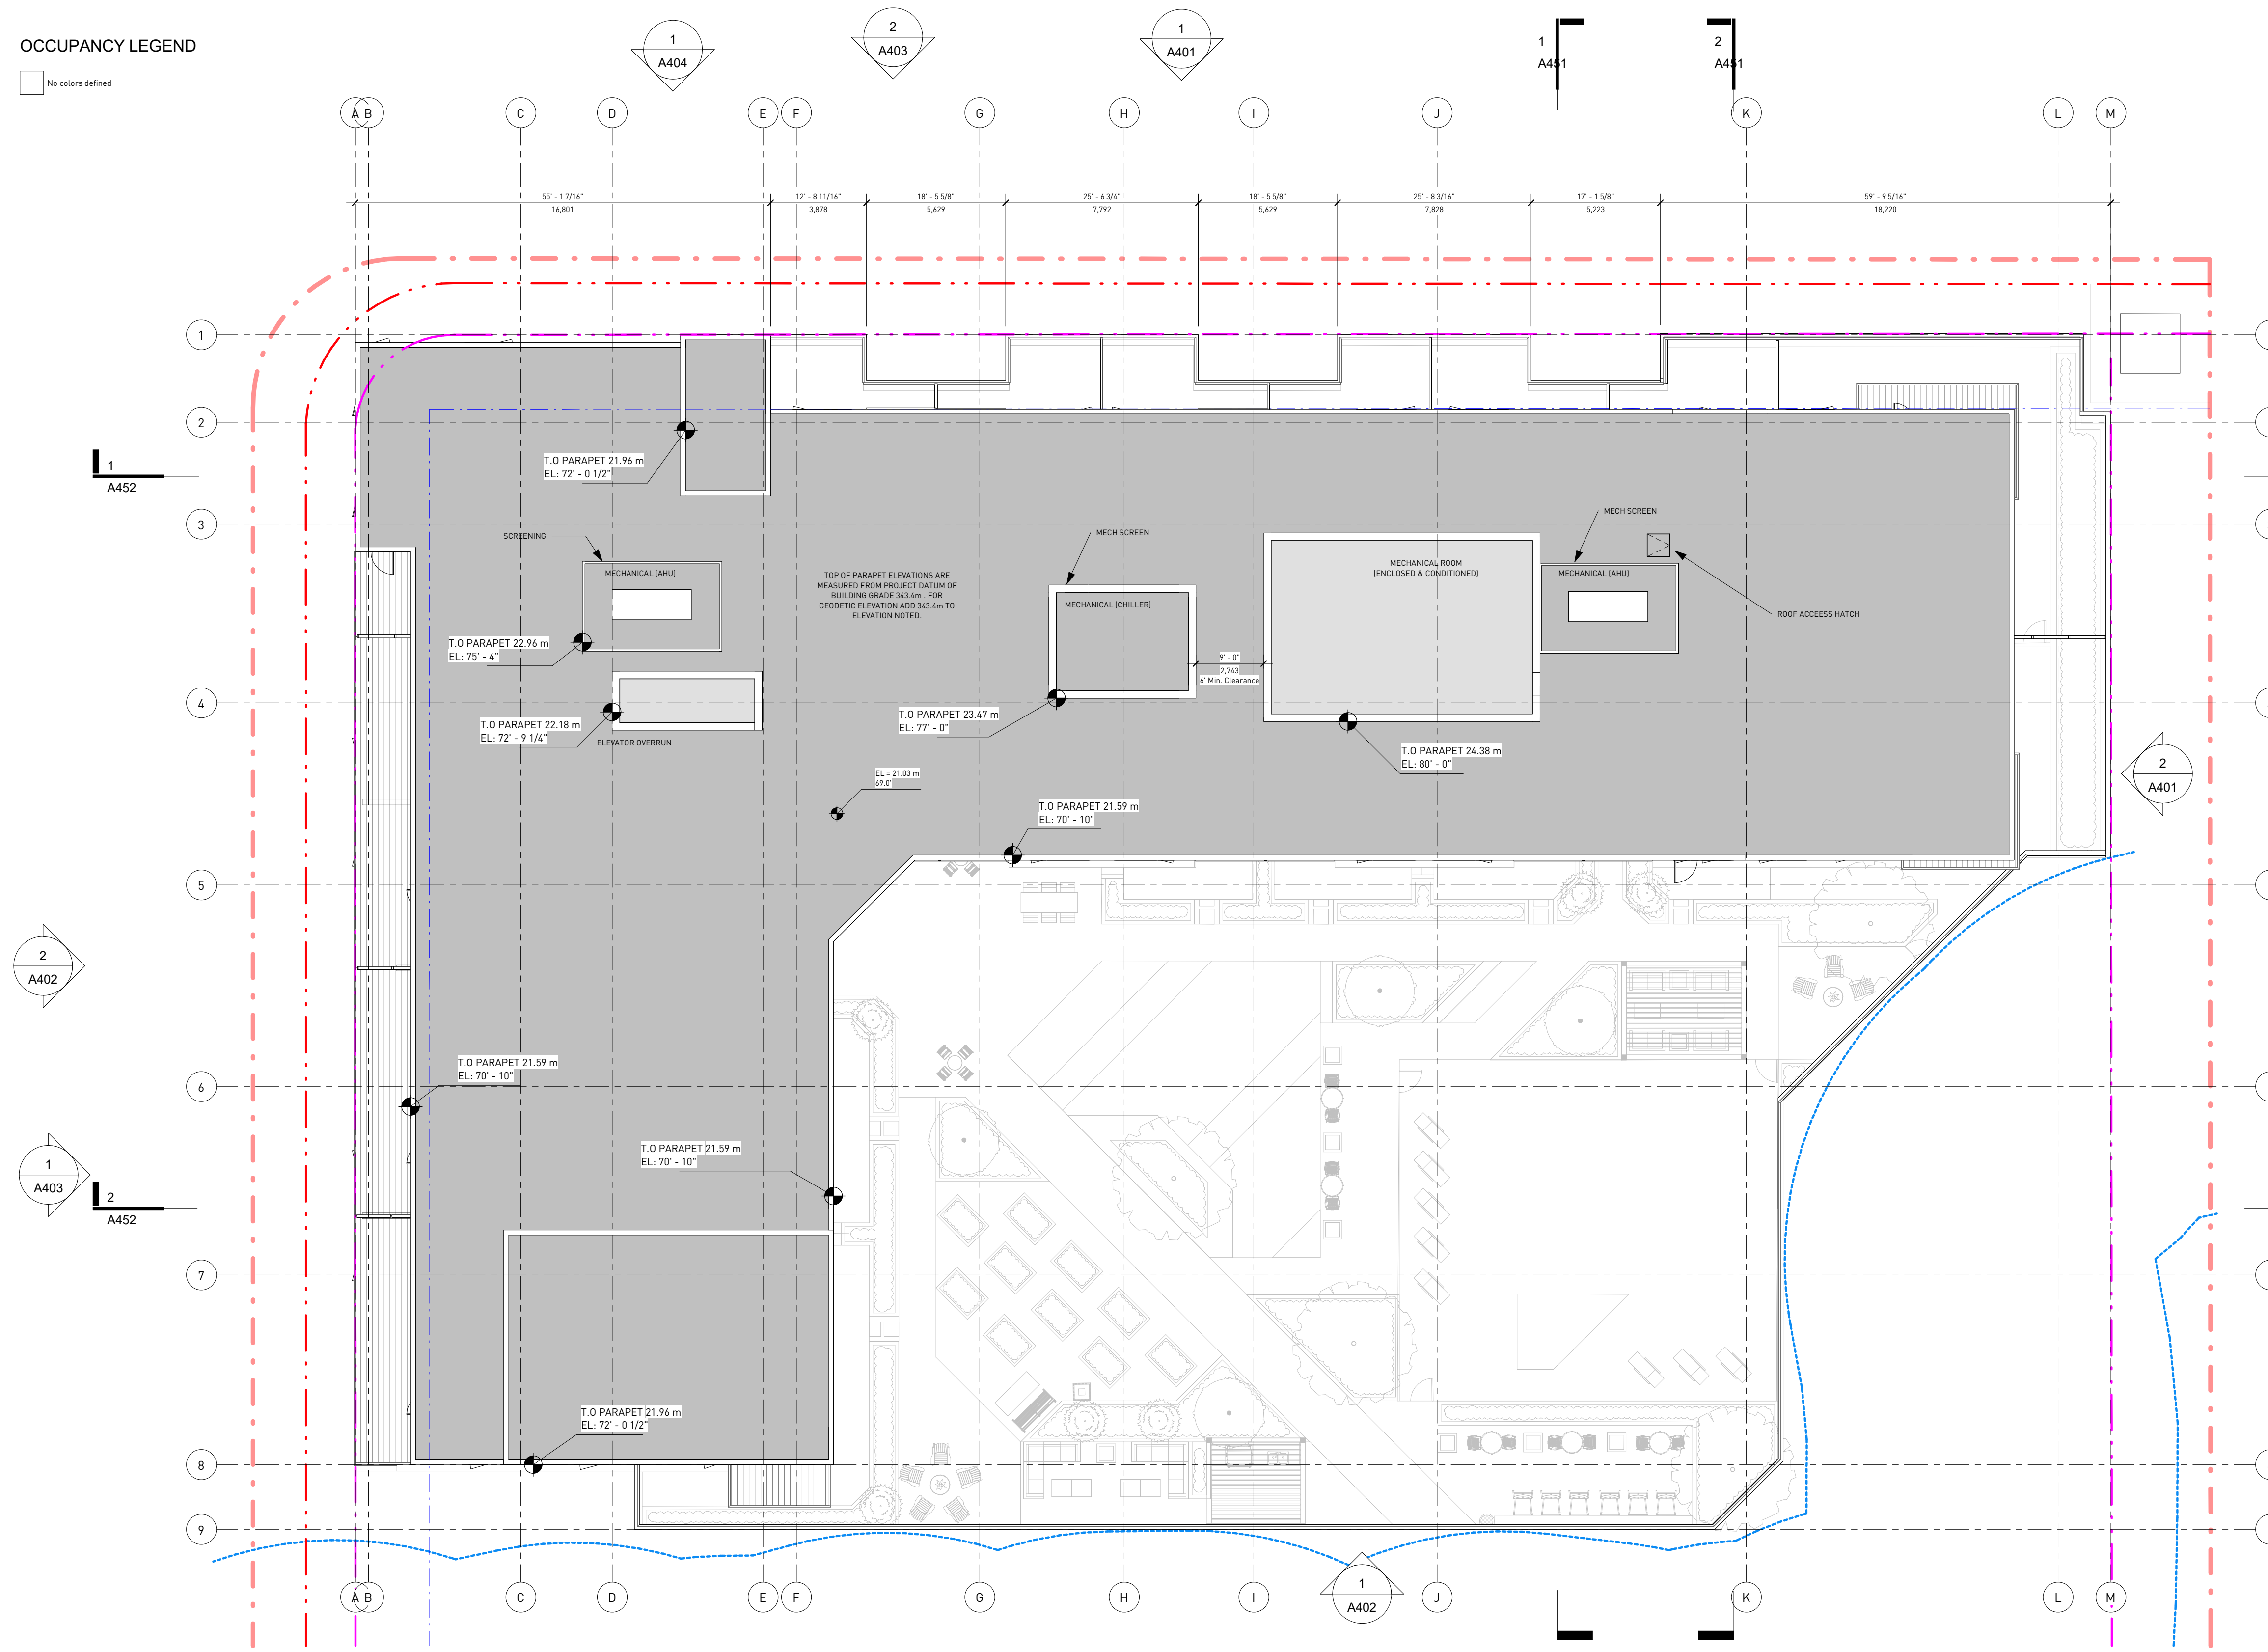 OCCUPANCY LEGEND
No colors defined
1
A404
2
A403
1
A401
1
A451
2
A451
A B C D E F G H I J K L M
55' - 1 7/16"
16,801
12' - 8 11/16"
3,878
18' - 5 5/8"
5,629
25' - 6 3/4"
7,792
18' - 5 5/8"
5,629
25' - 8 3/16"
7,828
17' - 1 5/8"
5,223
59' - 9 5/16"
18,220
1
2
T.O PARAPET 21.96 m
EL: 72' - 0 1/2"
1
A452
3
SCREENING
MECHANICAL (AHU)
TOP OF PARAPET ELEVATIONS ARE
MEASURED FROM PROJECT DATUM OF
BUILDING GRADE 343.4m . FOR
GEODETIC ELEVATION ADD 343.4m TO
ELEVATION NOTED.
MECH SCREEN
MECHANICAL (CHILLER)
MECHANICAL ROOM
(ENCLOSED & CONDITIONED)
MECH SCREEN
MECHANICAL (AHU)
ROOF ACCEESS HATCH
T.O PARAPET 22.96 m
EL: 75' - 4"
9' - 0"
2,743
6' Min. Clearance
4
T.O PARAPET 22.18 m
EL: 72' - 9 1/4"
ELEVATOR OVERRUN
T.O PARAPET 23.47 m
EL: 77' - 0"
T.O PARAPET 24.38 m
EL: 80' - 0"
EL = 21.03 m
69.0'
T.O PARAPET 21.59 m
EL: 70' - 10"
2
A401
5
2
A402
6
T.O PARAPET 21.59 m
EL: 70' - 10"
T.O PARAPET 21.59 m
EL: 70' - 10"
1
A403
2
A452
7
T.O PARAPET 21.96 m
EL: 72' - 0 1/2"
8
9
A B C D E F G H I J K L M
1
A402